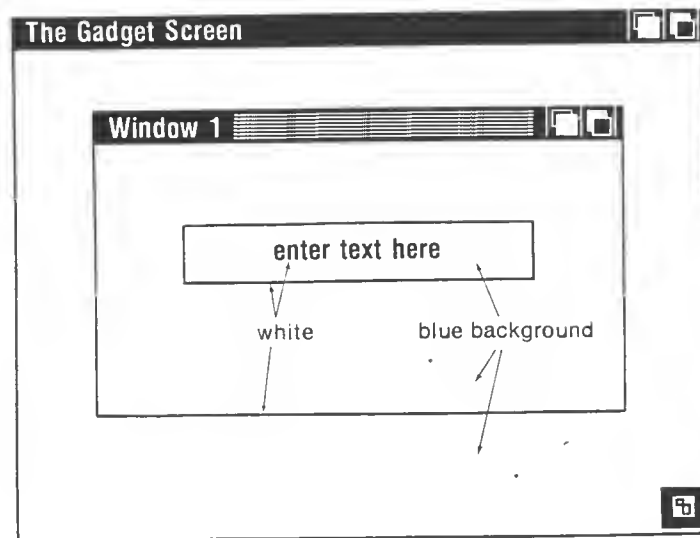 The Gadget Screen
Window 1
enter text here
white
blue background